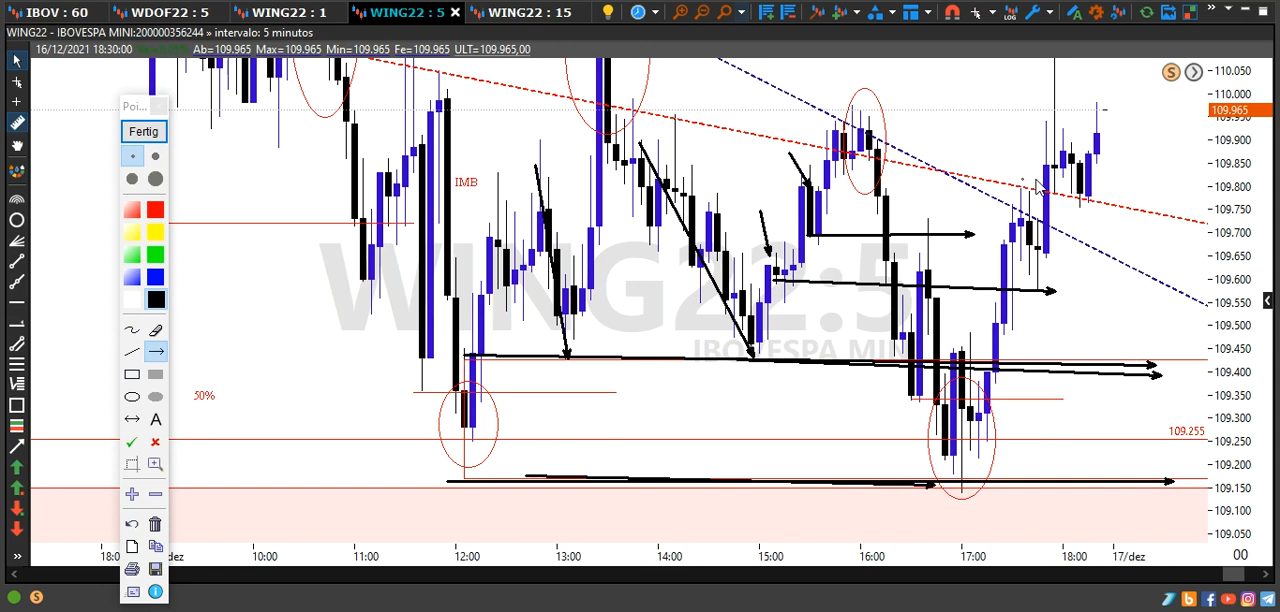 IBOV : 60
WDOF22 : 5
WING22 : 1
WING22 : 5
WING22 : 15
LOG
WING22 - IBOVESPA MINI:200000356244 » intervalo: 5 minutos
16/12/2021 18:30:00
Ab=109.965 Max=109.965 Min=109.965 Fe=109.965 ULT=109.965,00
Poi...
Fertig
A
IMB
50%
WING22:5
IBOVESPA MIN
109.255
S
110.050
110.000
109.965
109.900
109.850
109.800
109.750
109.700
109.650
109.600
109.550
109.500
109.450
109.400
109.350
109.300
109.250
109.200
109.150
109.100
109.050
00
18:0
dez
10:00
11:00
12:00
13:00
14:00
15:00
16:00
17:00
18:00
17/dez
S